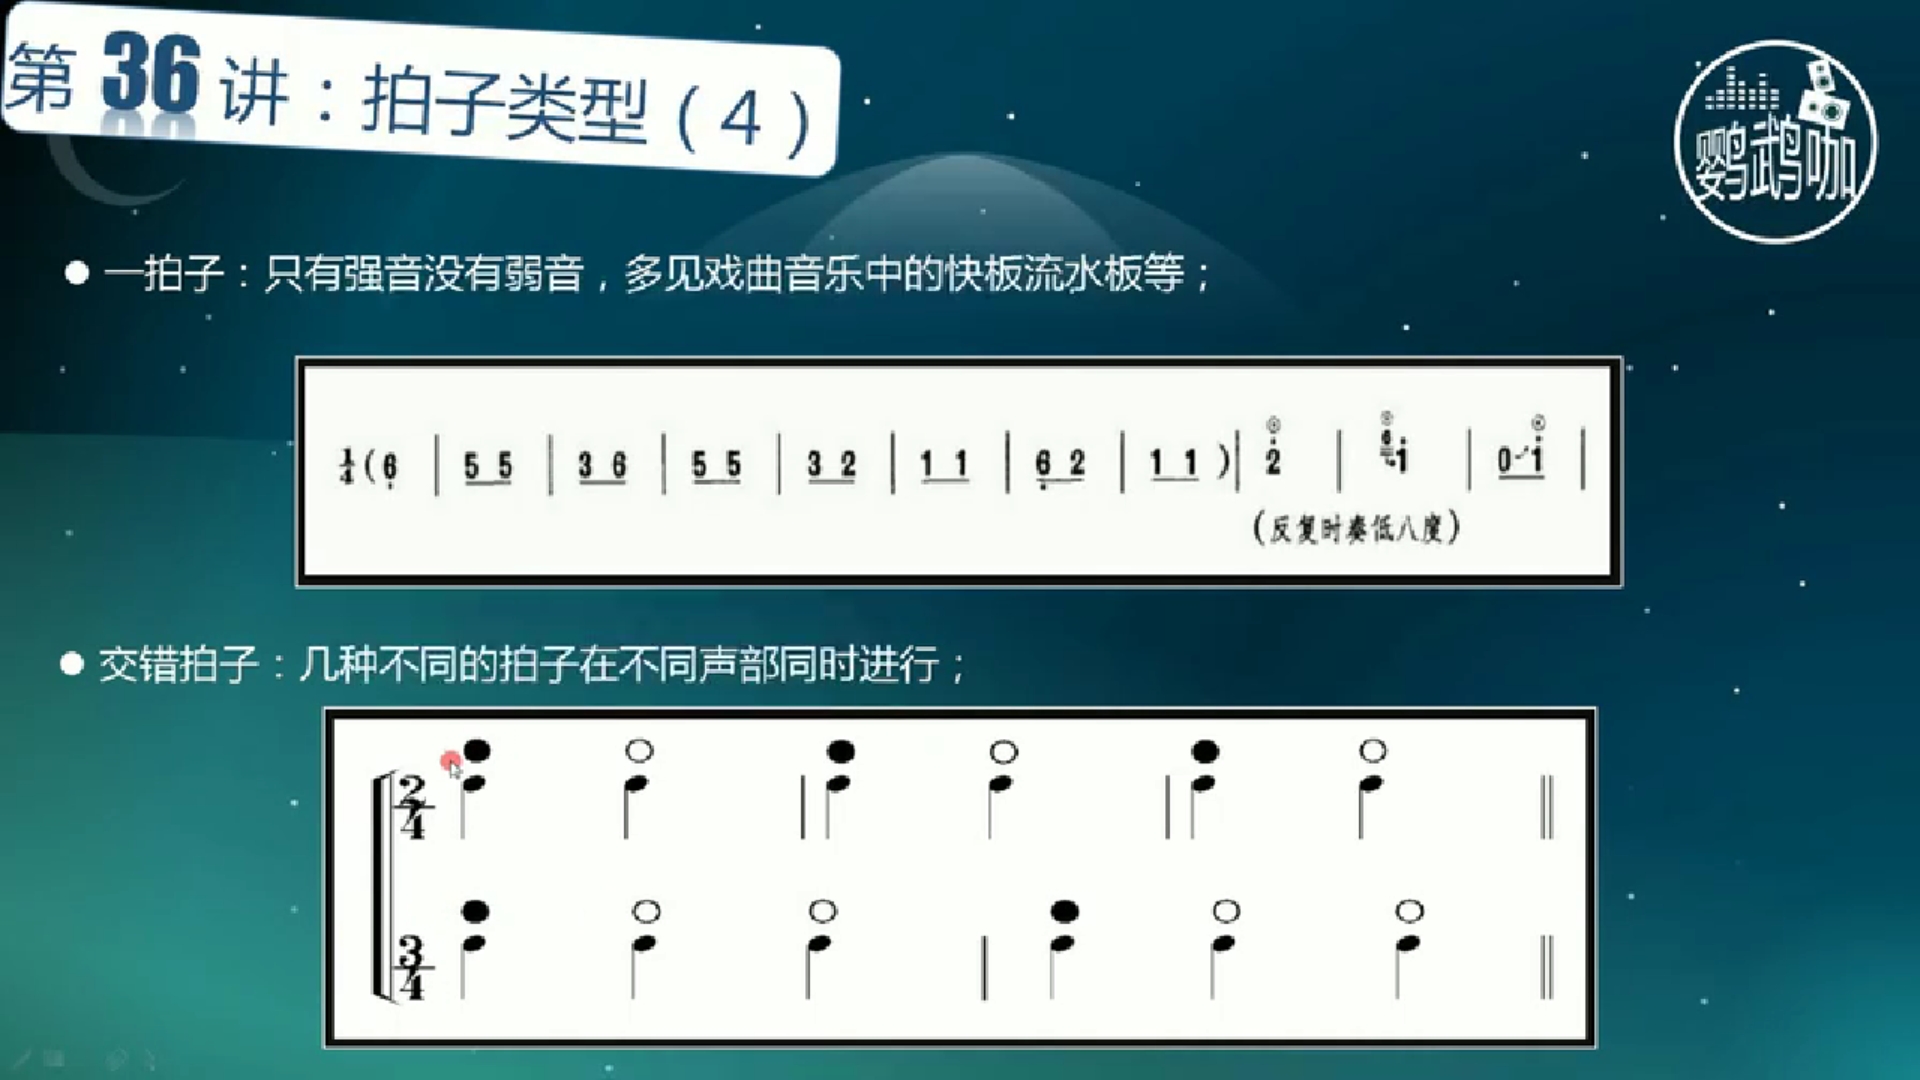 第36讲：拍子类型（4）
鹦鹉咖
一拍子：只有强音没有弱音，多见戏曲音乐中的快板流水板等；
1/4 ( 6 | 5 5 | 3 6 | 5 5 | 3 2 | 1 1 | 6 2 | 1 1 ) | 2 | 1 | 0 1 |
(反复时奏低八度)
交错拍子：几种不同的拍子在不同声部同时进行；
2/4
3/4